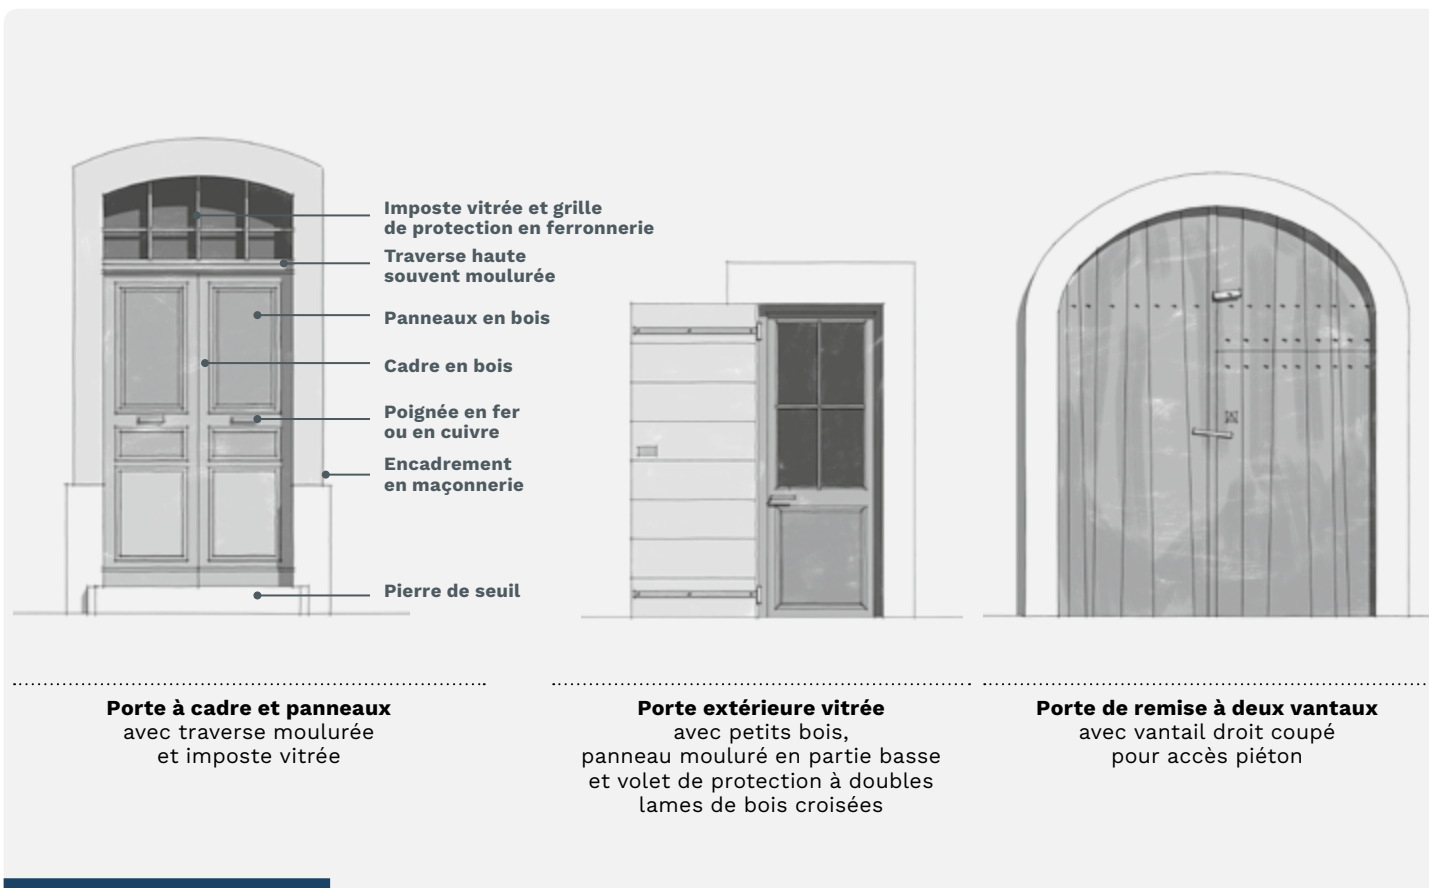 Imposte vitrée et grille
de protection en ferronnerie
Traverse haute
souvent moulurée
Panneaux en bois
Cadre en bois
Poignée en fer
ou en cuivre
Encadrement
en maçonnerie
Pierre de seuil
Porte à cadre et panneaux
avec traverse moulurée
et imposte vitrée
Porte extérieure vitrée
avec petits bois,
panneau mouluré en partie basse
et volet de protection à doubles
lames de bois croisées
Porte de remise à deux vantaux
avec vantail droit coupé
pour accès piéton